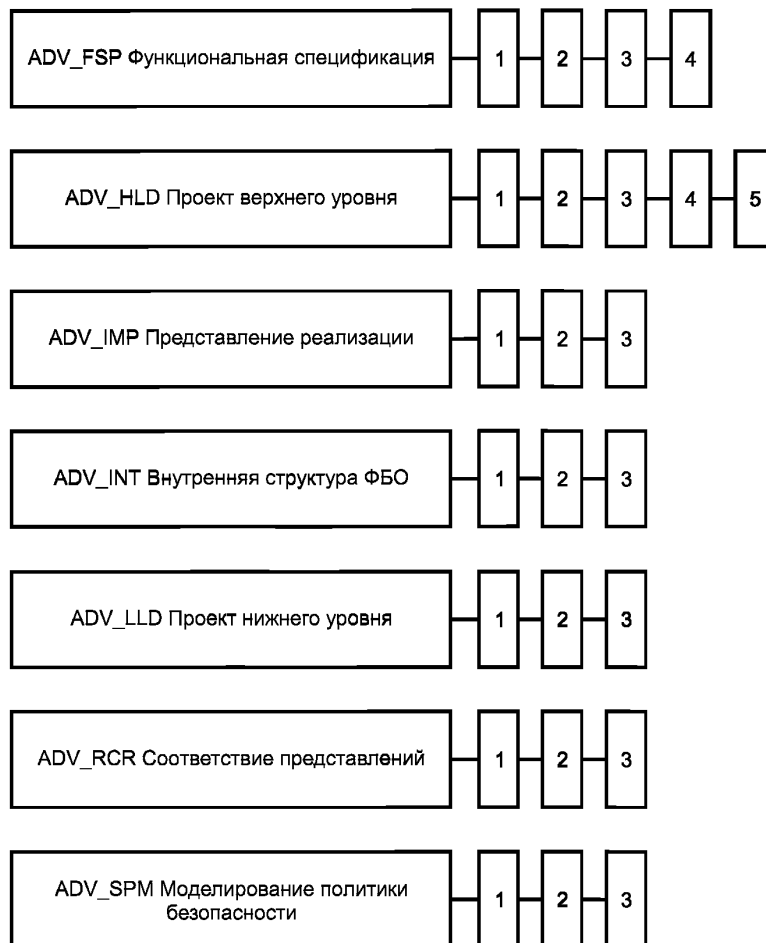 ADV_FSP Функциональная спецификация 1 2 3 4
ADV_HLD Проект верхнего уровня 1 2 3 4 5
ADV_IMP Представление реализации 1 2 3
ADV_INT Внутренняя структура ФБО 1 2 3
ADV_LLD Проект нижнего уровня 1 2 3
ADV_RCR Соответствие представлений 1 2 3
ADV_SPM Моделирование политики
безопасности 1 2 3